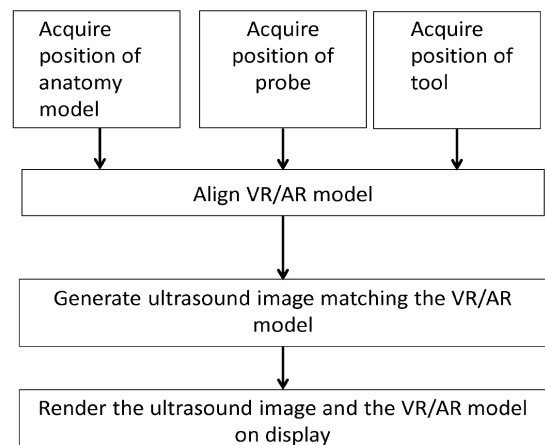 Acquire
position of
anatomy
model
Acquire
position of
probe
Acquire
position of
tool
Align VR/AR model
Generate ultrasound image matching the VR/AR
model
Render the ultrasound image and the VR/AR model
on display